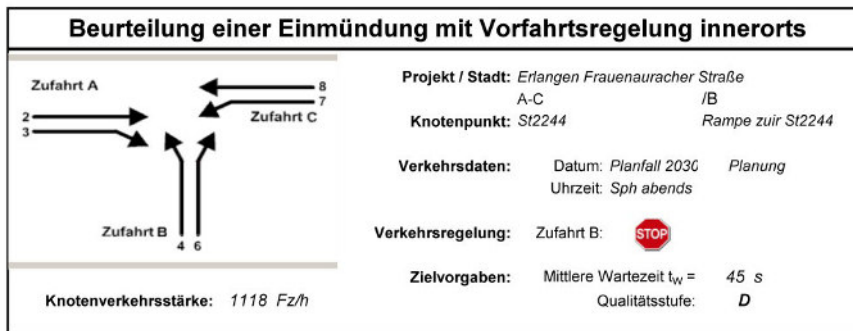 Beurteilung einer Einmündung mit Vorfahrtsregelung innerorts
Zufahrt A
8
7
2
3
Zufahrt C
Zufahrt B
4 6
Knotenverkehrsstärke: 1118 Fz/h
Projekt / Stadt: Erlangen Frauenauracher Straße
A-C /B
Knotenpunkt: St2244 Rampe zuir St2244
Verkehrsdaten: Datum: Planfall 2030 Planung
Uhrzeit: Sph abends
Verkehrsregelung: Zufahrt B: STOP
Zielvorgaben: Mittlere Wartezeit tW = 45 s
Qualitätsstufe: D